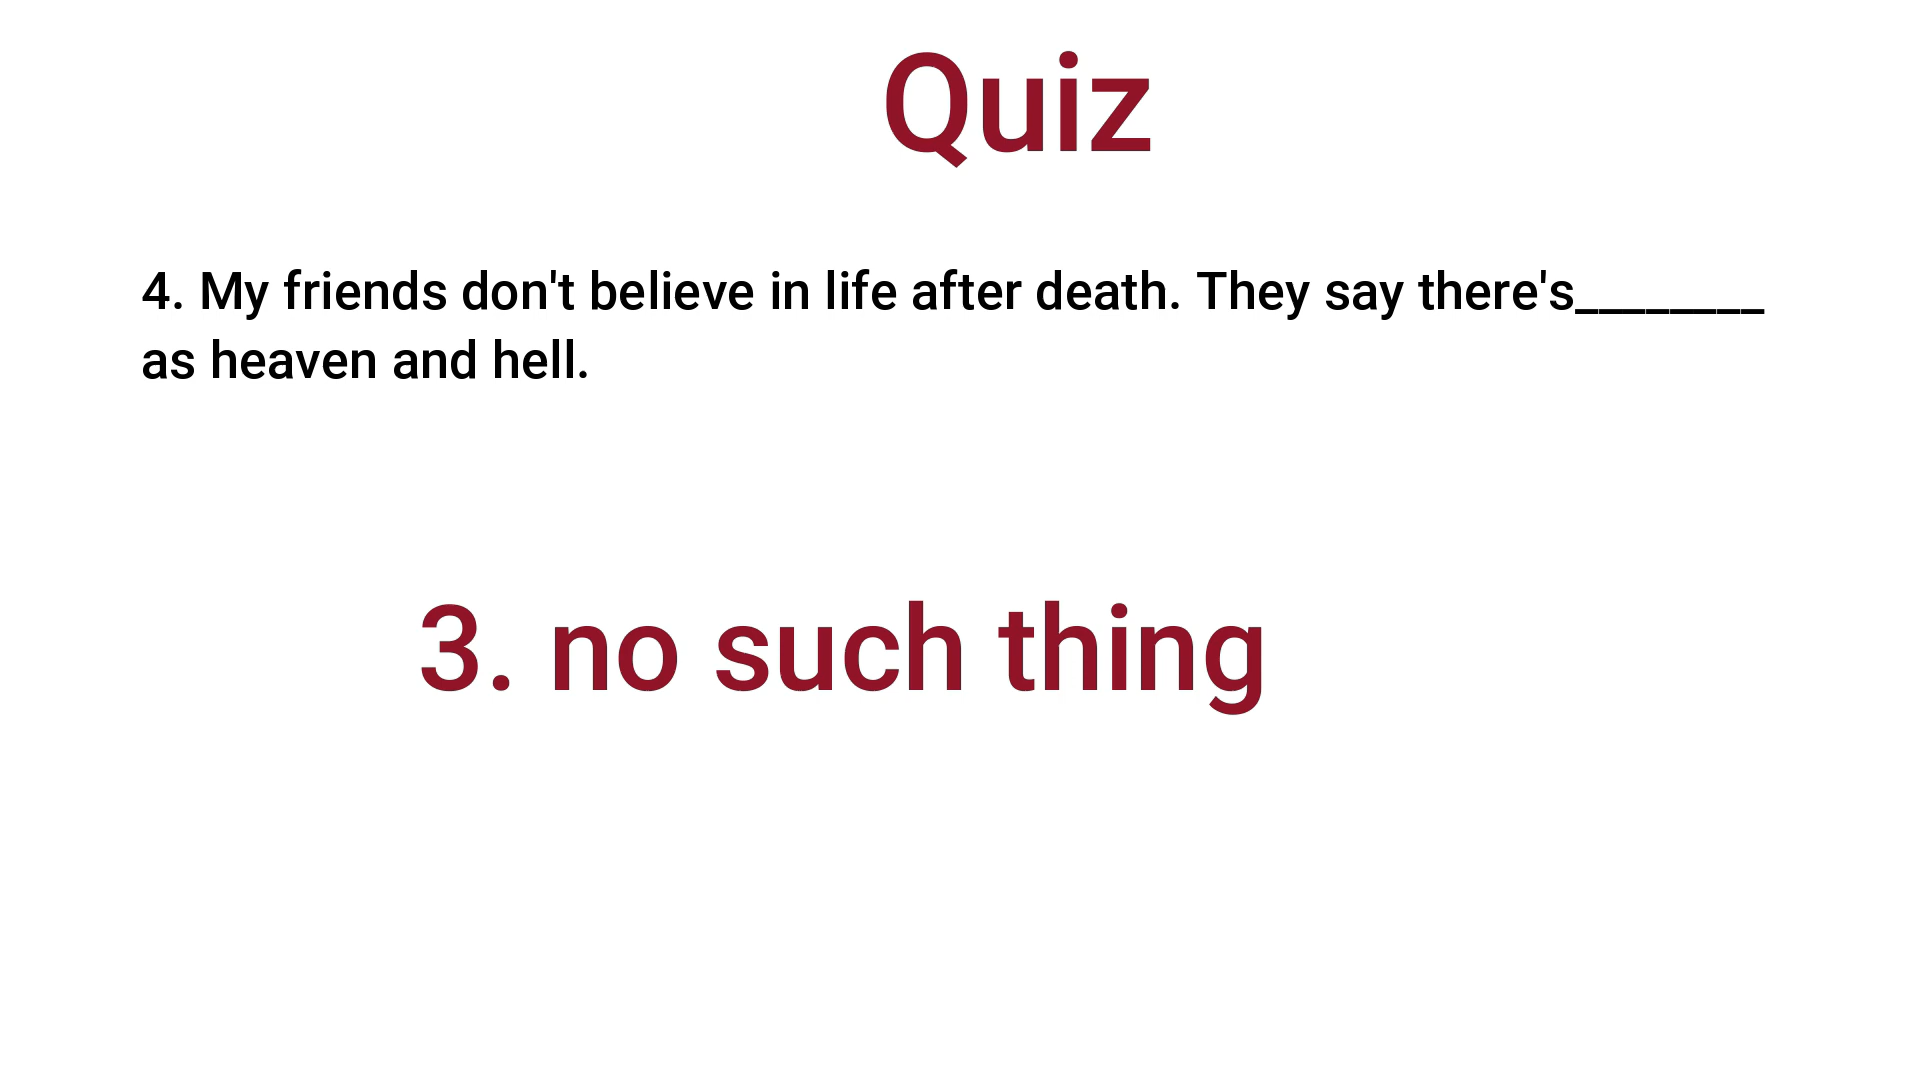 Quiz
4. My friends don't believe in life after death. They say there's________
as heaven and hell.
3. no such thing